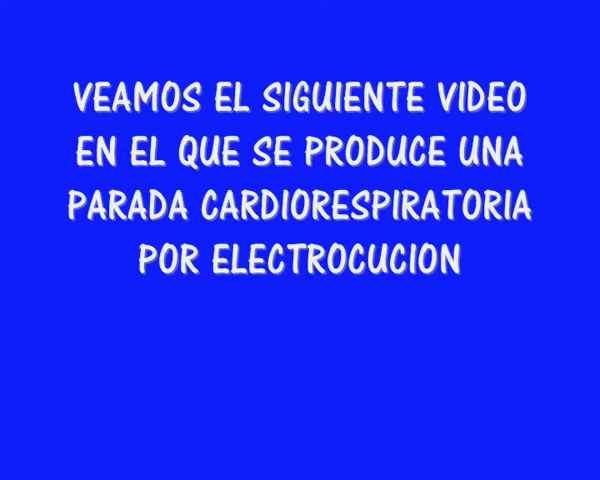 VEAMOS EL SIGUIENTE VIDEO
EN EL QUE SE PRODUCE UNA
PARADA CARDIORESPIRATORIA
POR ELECTROCUCION